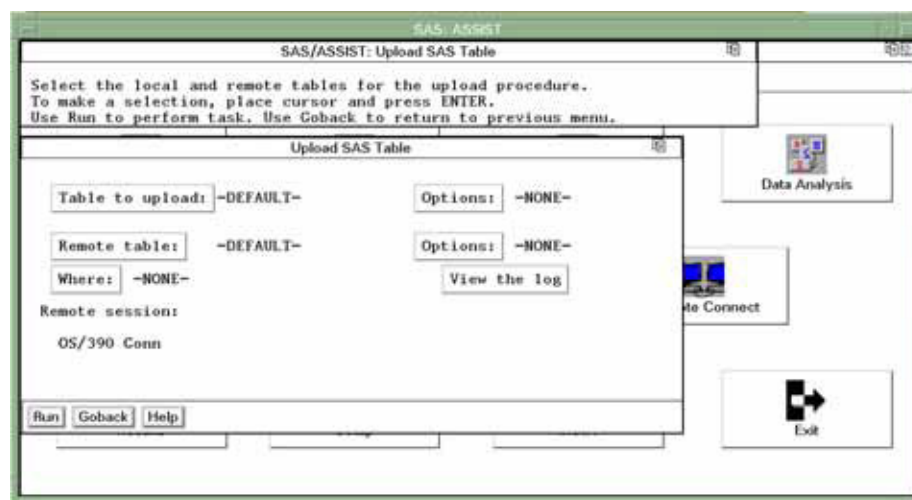 SAS: ASSIST
SAS/ASSIST: Upload SAS Table
Select the local and remote tables for the upload procedure.
To make a selection, place cursor and press ENTER.
Use Run to perform task. Use Goback to return to previous menu.
Upload SAS Table
Table to upload: -DEFAULT- Options: -NONE-
Data Analysis
Remote table: -DEFAULT- Options: -NONE-
Where: -NONE- View the log
Connect
Remote session:
OS/390 Conn
Run Goback Help
Exit